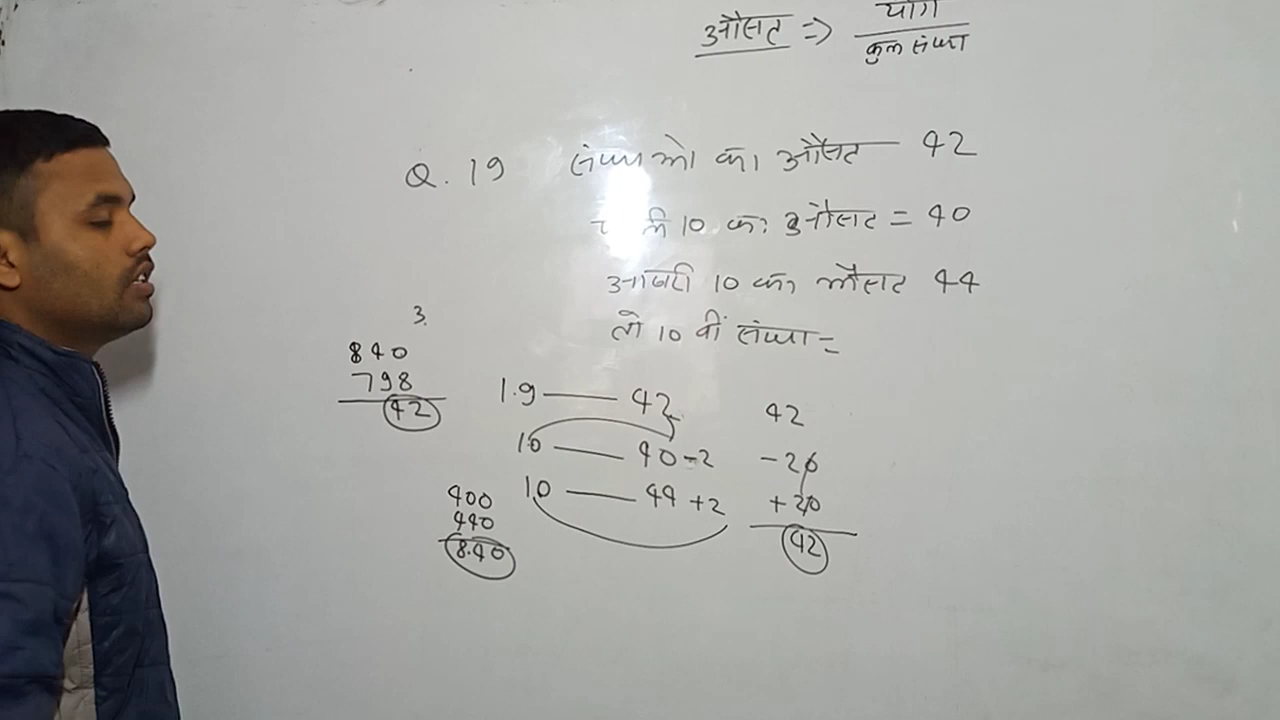 औसत => योग
कुल संख्या
Q. 19 संख्याओं का औसत 42
10 का औसत = 40
आखरी 10 का औसत 44
तो 10 वीं संख्या =
3.
840
798
42
19 — 42
10 — 40 -2
10 — 44 +2
42
-20
+20
42
400
440
840